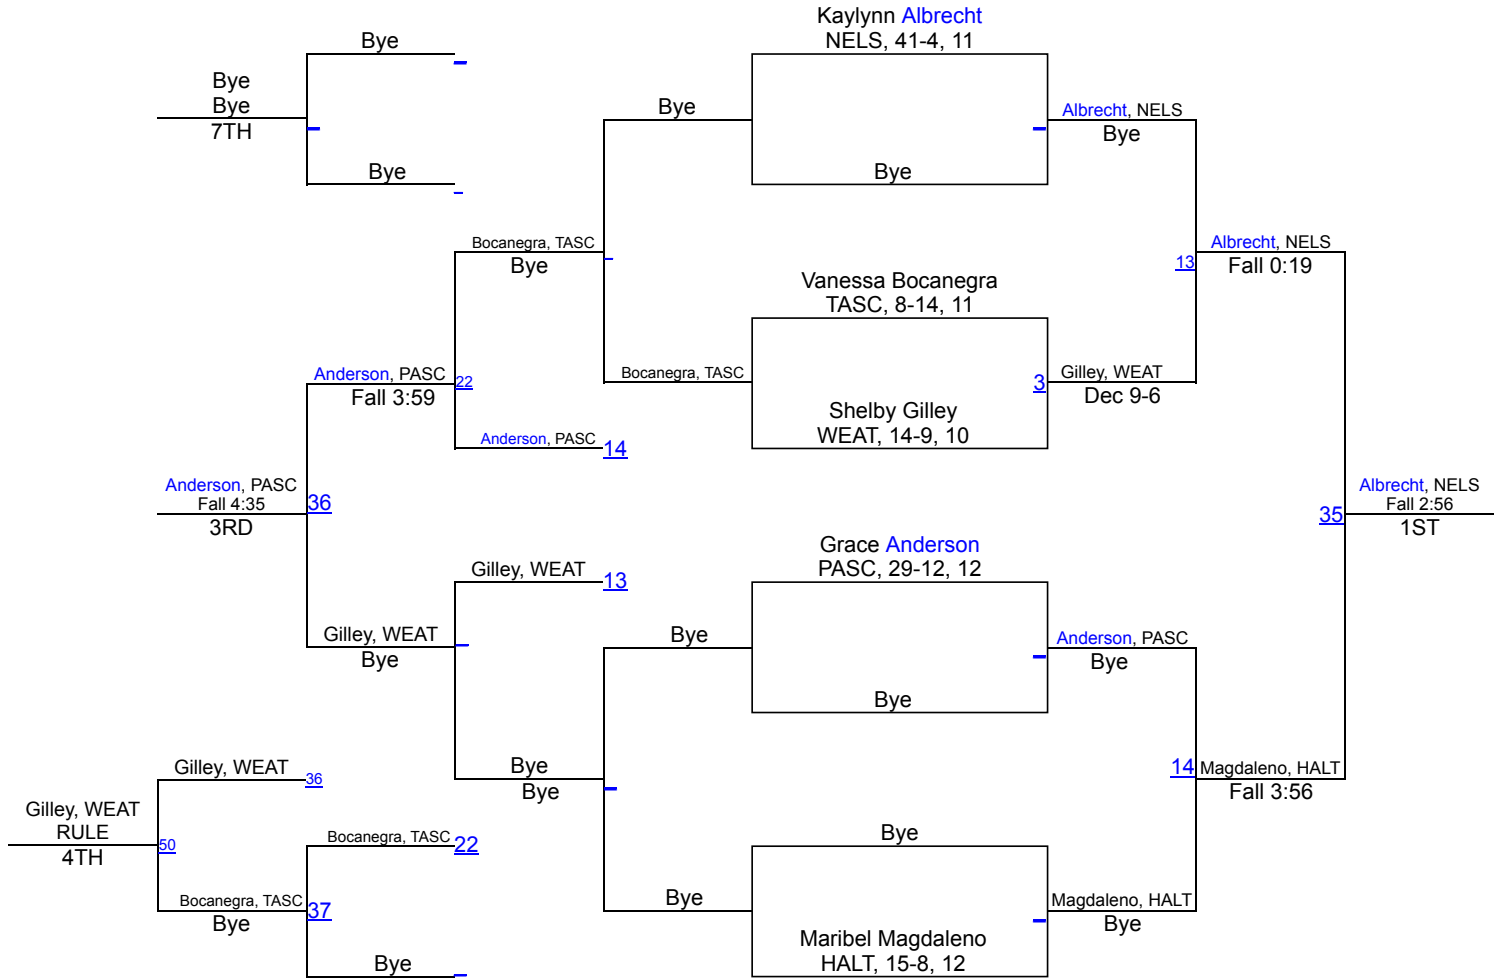 Kaylynn Albrecht
NELS, 41-4, 11
Bye
Bye
Bye
7TH
Bye
Albrecht, NELS
Bye
Bye
Bye
Bocanegra, TASC
Bye
Albrecht, NELS
13
Fall 0:19
Vanessa Bocanegra
TASC, 8-14, 11
Anderson, PASC
22
Fall 3:59
Bocanegra, TASC
3
Gilley, WEAT
Dec 9-6
Shelby Gilley
WEAT, 14-9, 10
Anderson, PASC
14
Anderson, PASC
Fall 4:35
36
3RD
Albrecht, NELS
Fall 2:56
35
1ST
Grace Anderson
PASC, 29-12, 12
Gilley, WEAT
13
Gilley, WEAT
Bye
Bye
Anderson, PASC
Bye
Bye
Bye
Bye
14
Magdaleno, HALT
Fall 3:56
Gilley, WEAT
36
Gilley, WEAT
RULE
50
4TH
Bocanegra, TASC
22
Bye
Bocanegra, TASC
37
Bye
Bye
Magdaleno, HALT
Bye
Maribel Magdaleno
HALT, 15-8, 12
Bye